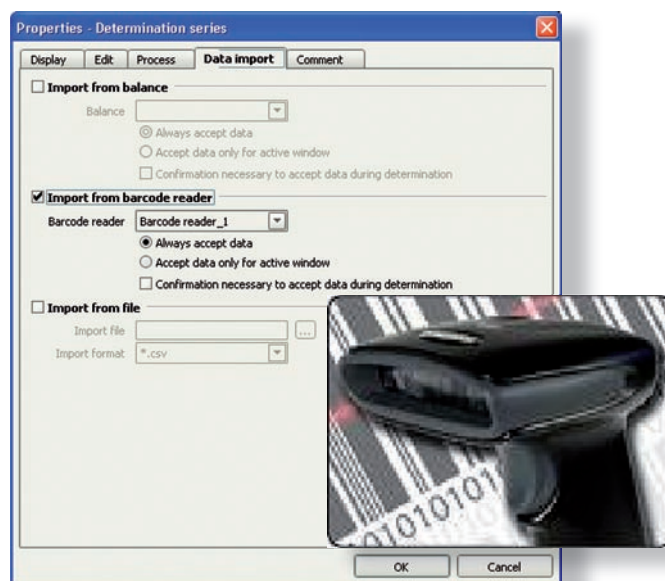 Properties - Determination series
Display Edit Process Data import Comment
Import from balance
Balance
Always accept data
Accept data only for active window
Confirmation necessary to accept data during determination
Import from barcode reader
Barcode reader Barcode reader_1
Always accept data
Accept data only for active window
Confirmation necessary to accept data during determination
Import from file
Import file ...
Import format *.csv
01010101
OK Cancel